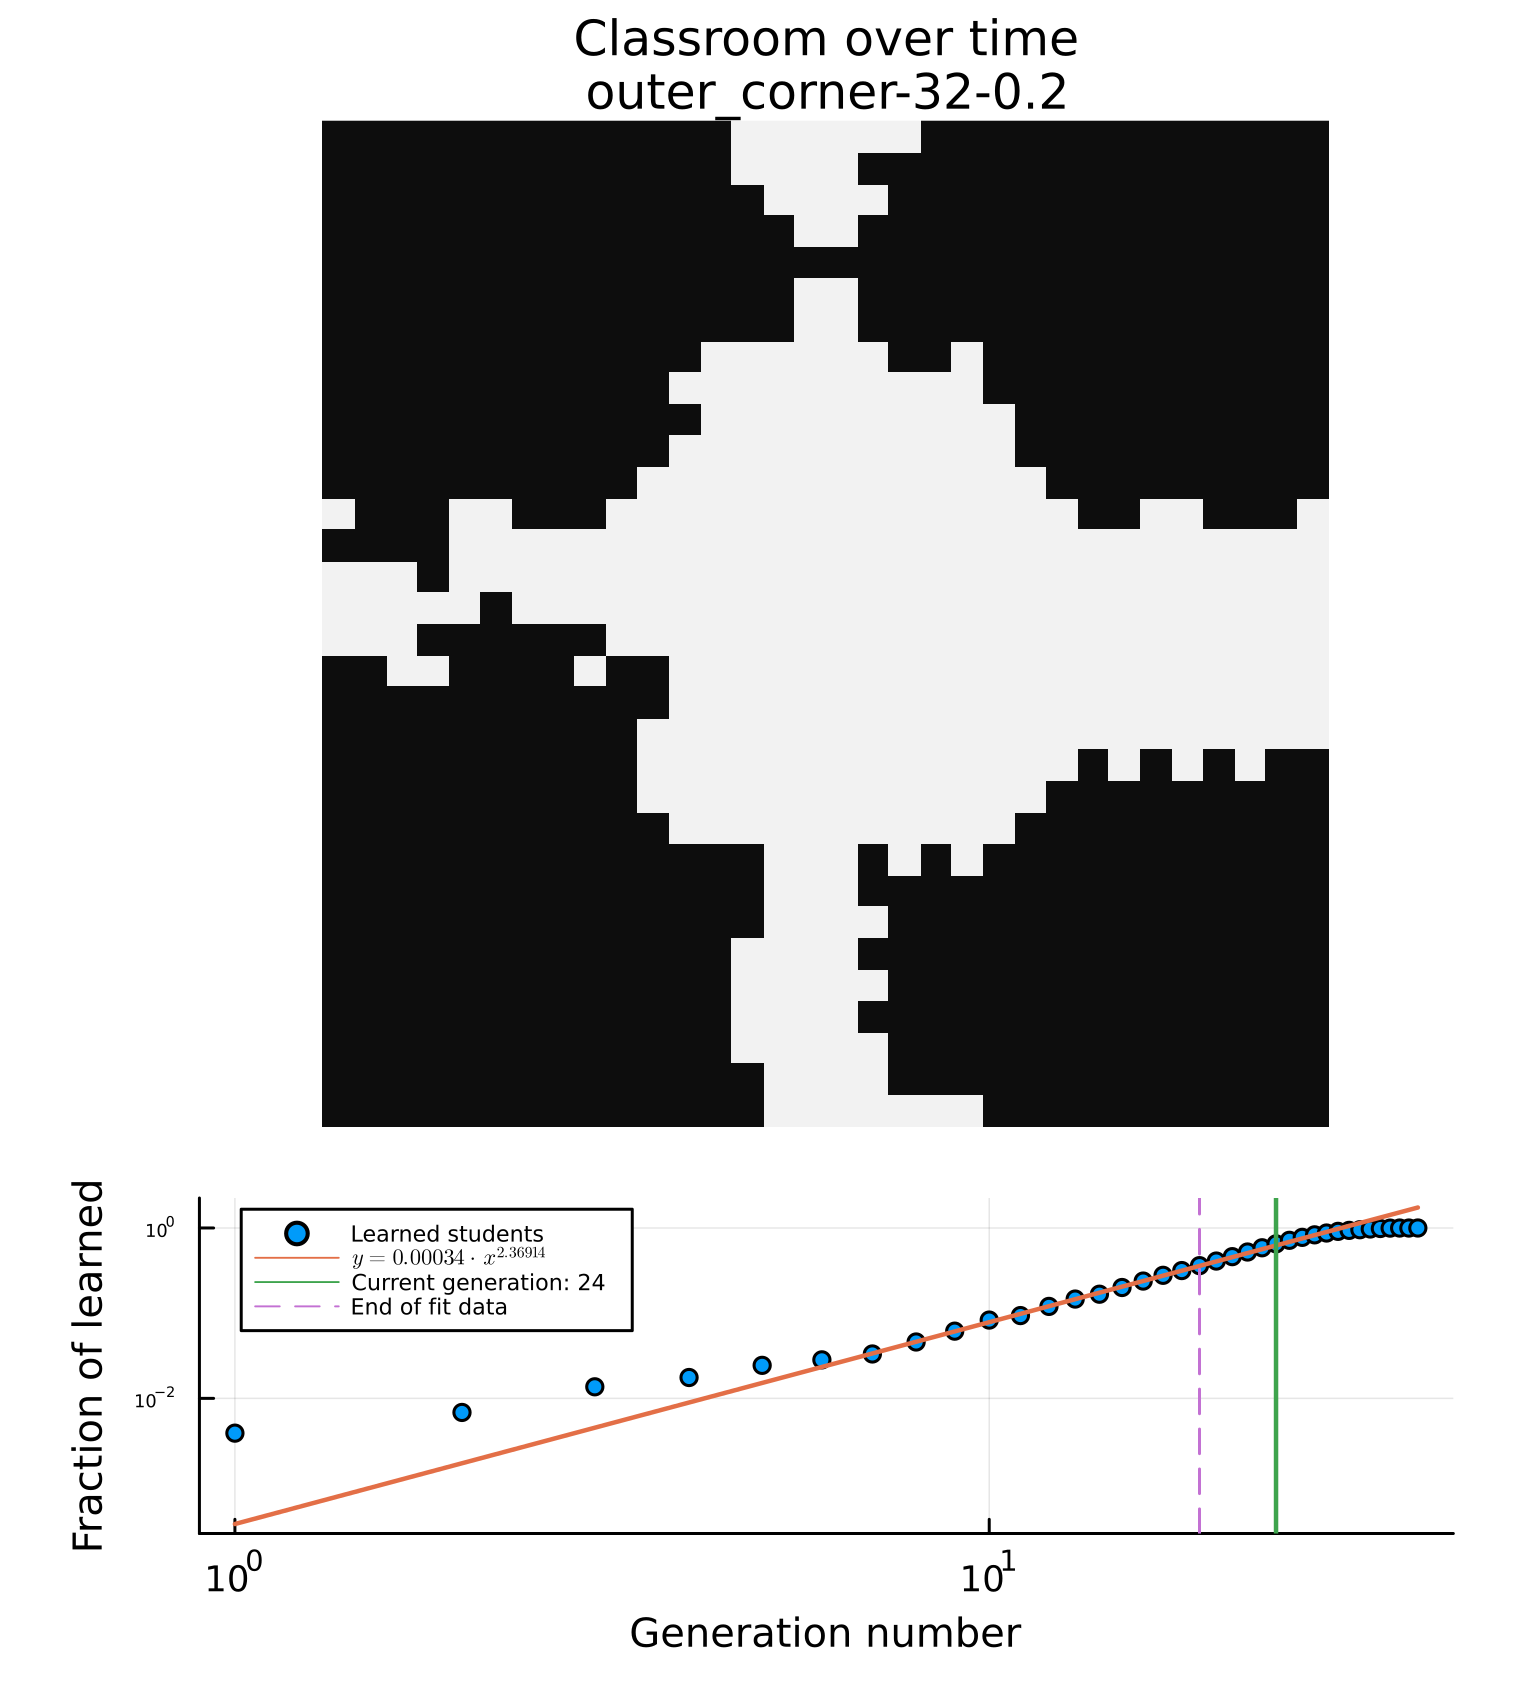 Classroom over time
outer_corner-32-0.2
Fraction of learned
10^0
10^−2
Learned students
y = 0.00034 · x^2.36914
Current generation: 24
End of fit data
10^0
10^1
Generation number